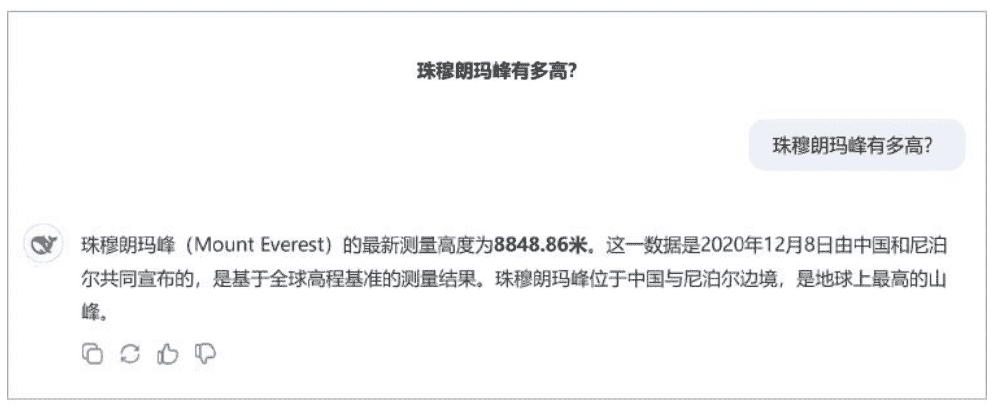 珠穆朗玛峰有多高?
珠穆朗玛峰有多高?
珠穆朗玛峰（Mount Everest）的最新测量高度为8848.86米。这一数据是2020年12月8日由中国和尼泊
尔共同宣布的，是基于全球高程基准的测量结果。珠穆朗玛峰位于中国与尼泊尔边境，是地球上最高的山
峰。